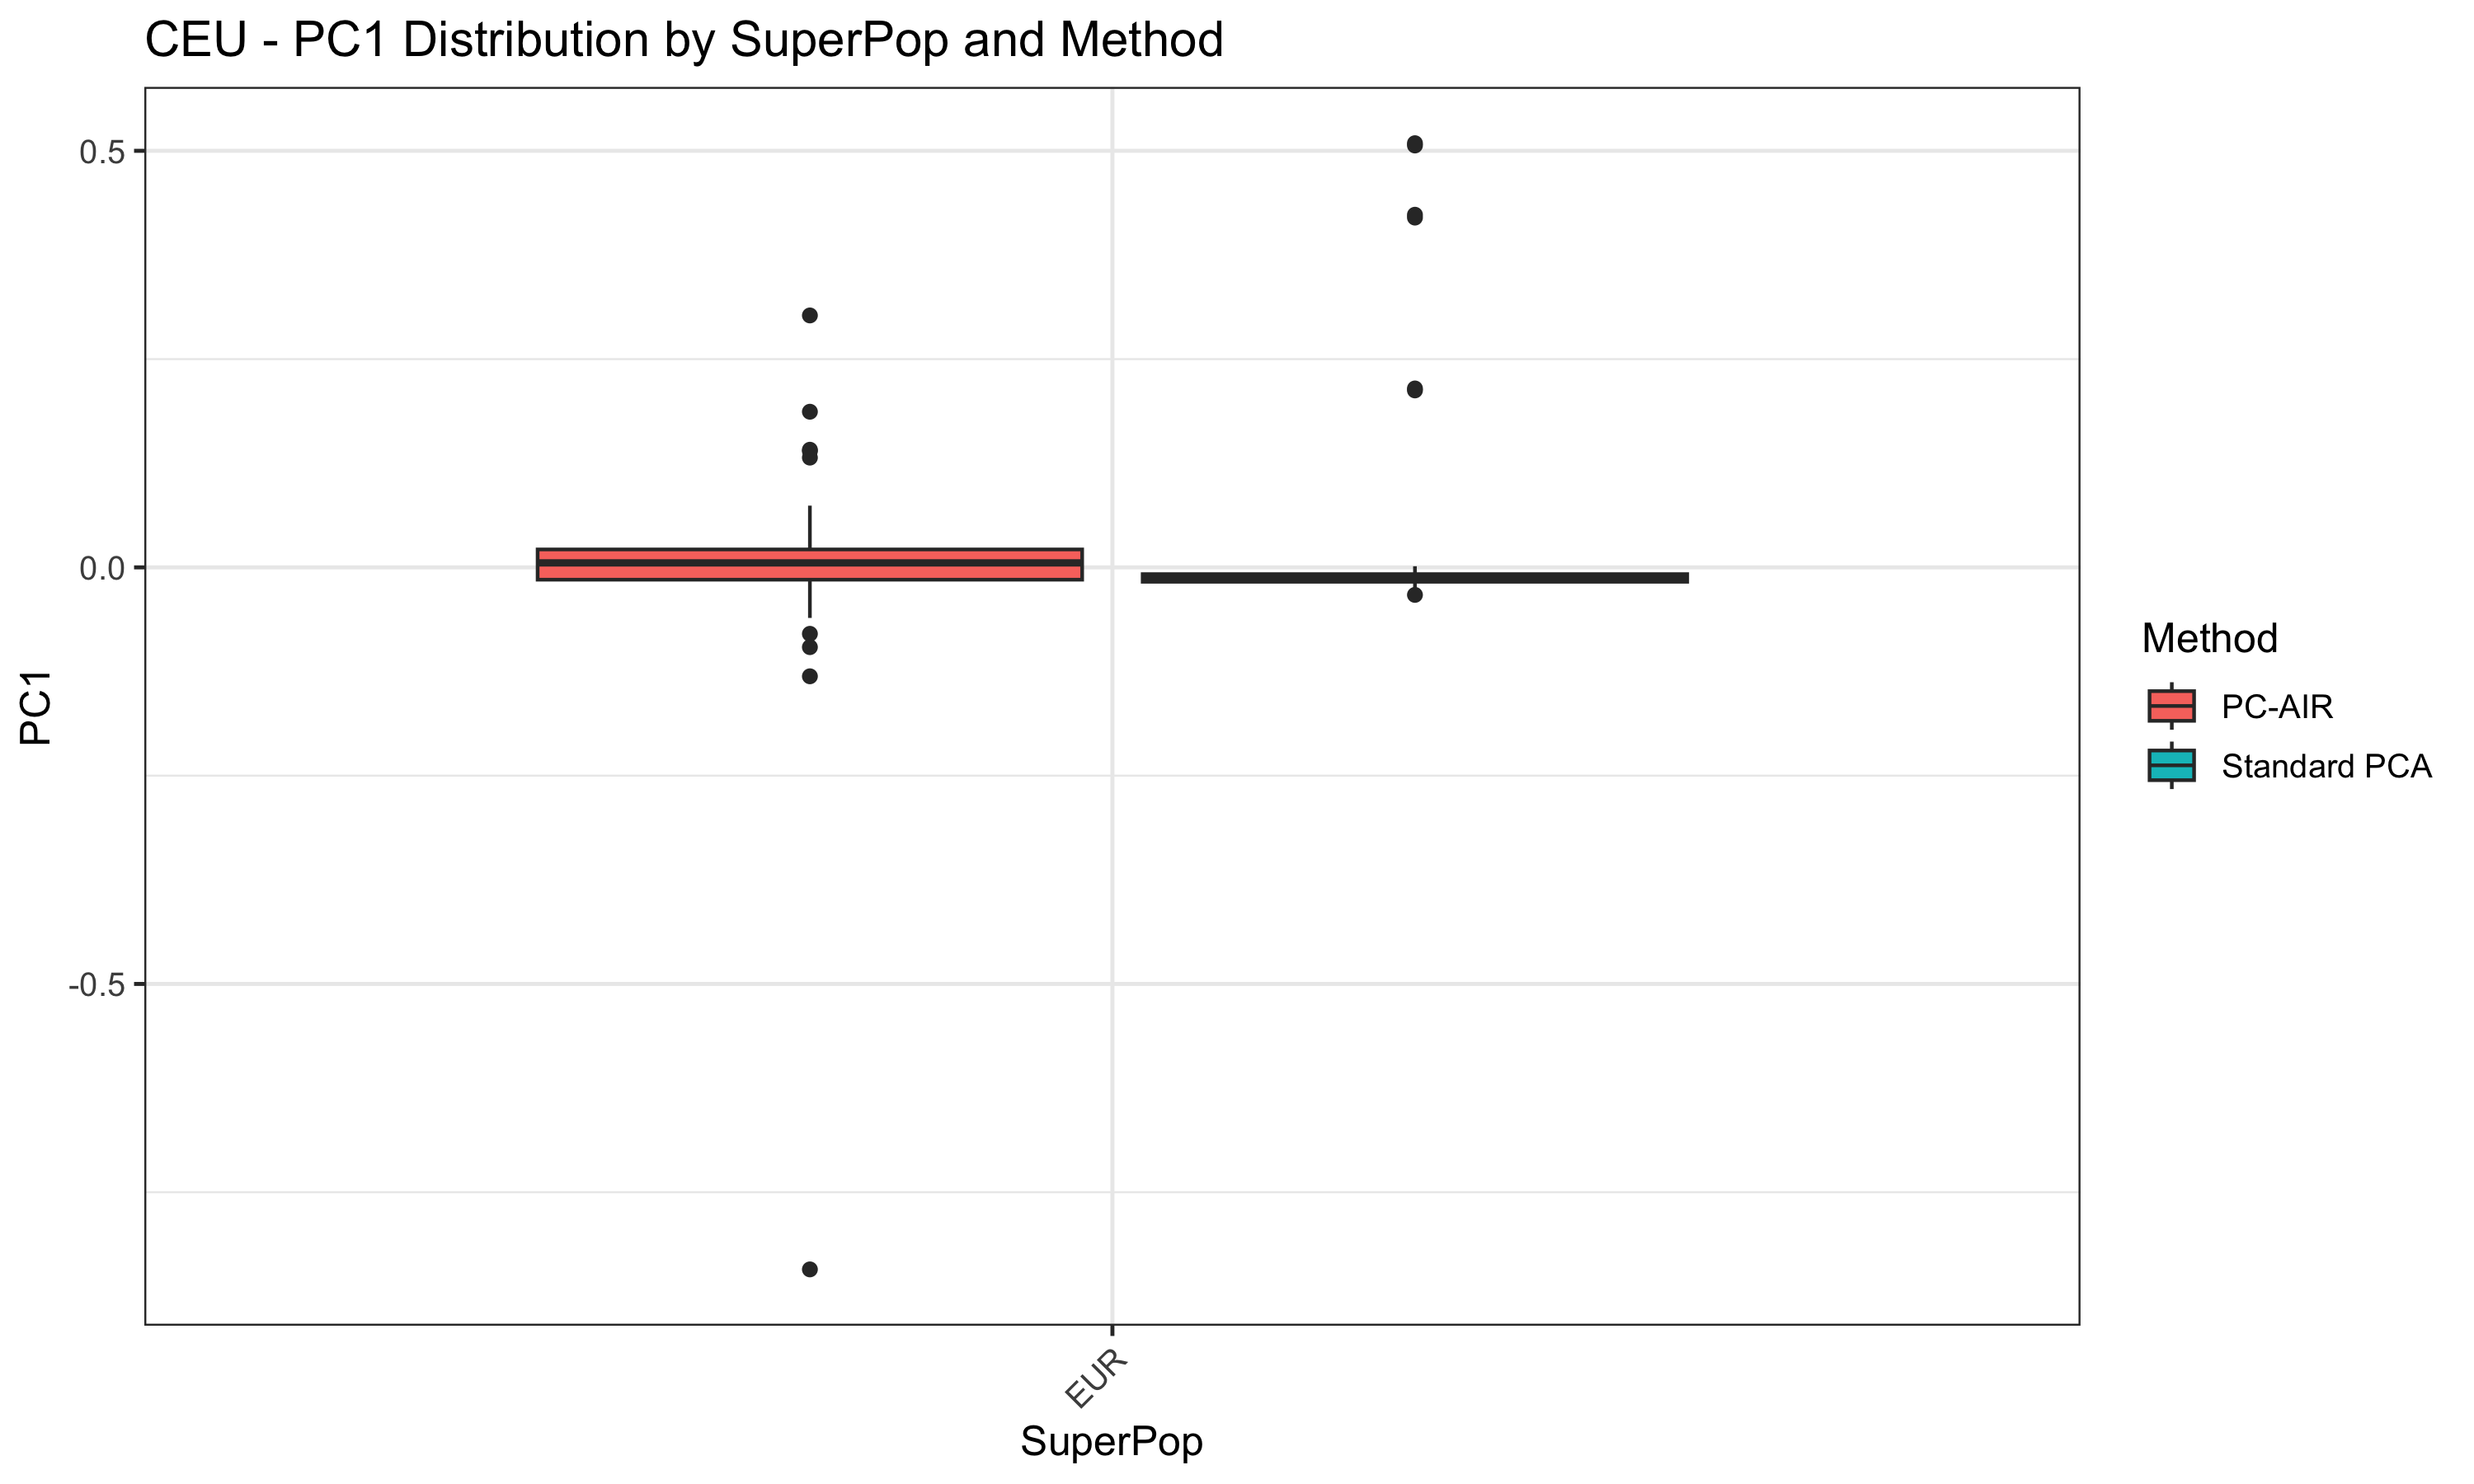 CEU - PC1 Distribution by SuperPop and Method
0.5
0.0
-0.5
PC1
EUR
SuperPop
Method
PC-AIR
Standard PCA